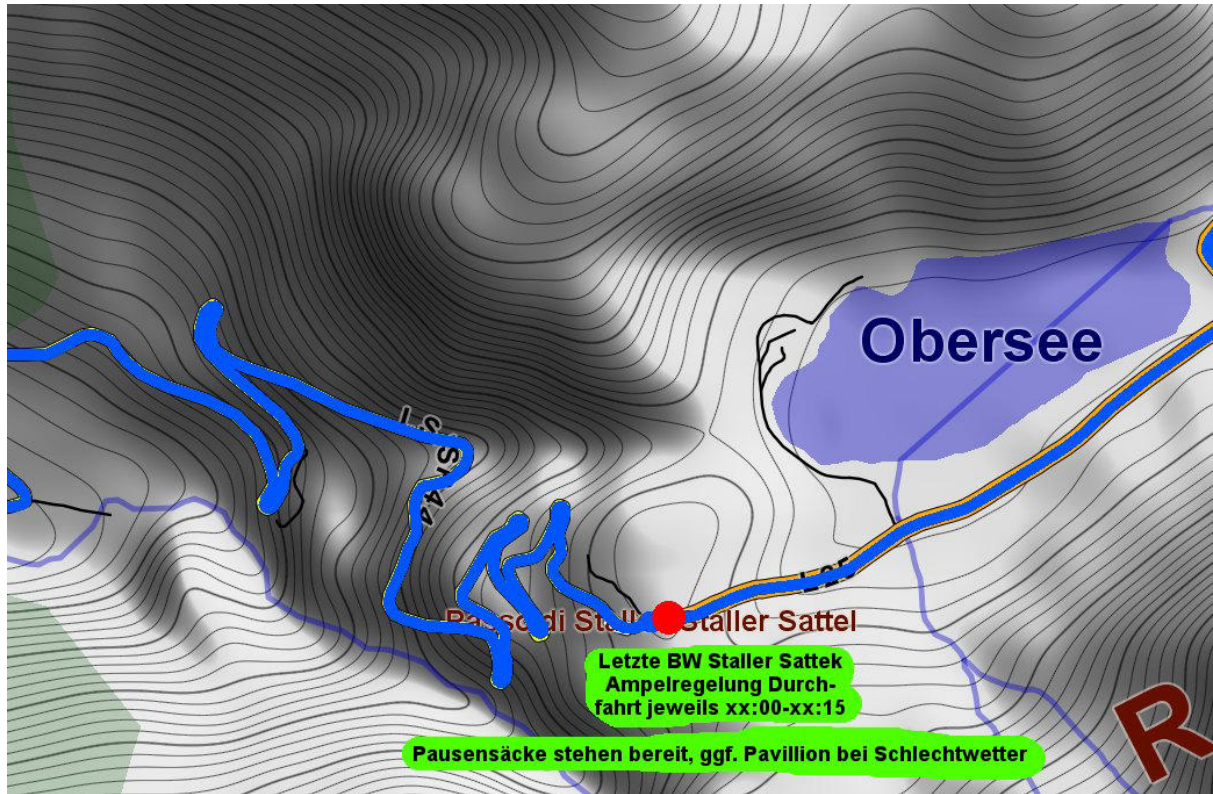 Obersee
L 25
Staller Sattel
Letzte BW Staller Sattek
Ampelregelung Durch-
fahrt jeweils xx:00-xx:15
Pausensäcke stehen bereit, ggf. Pavillion bei Schlechtwetter
R